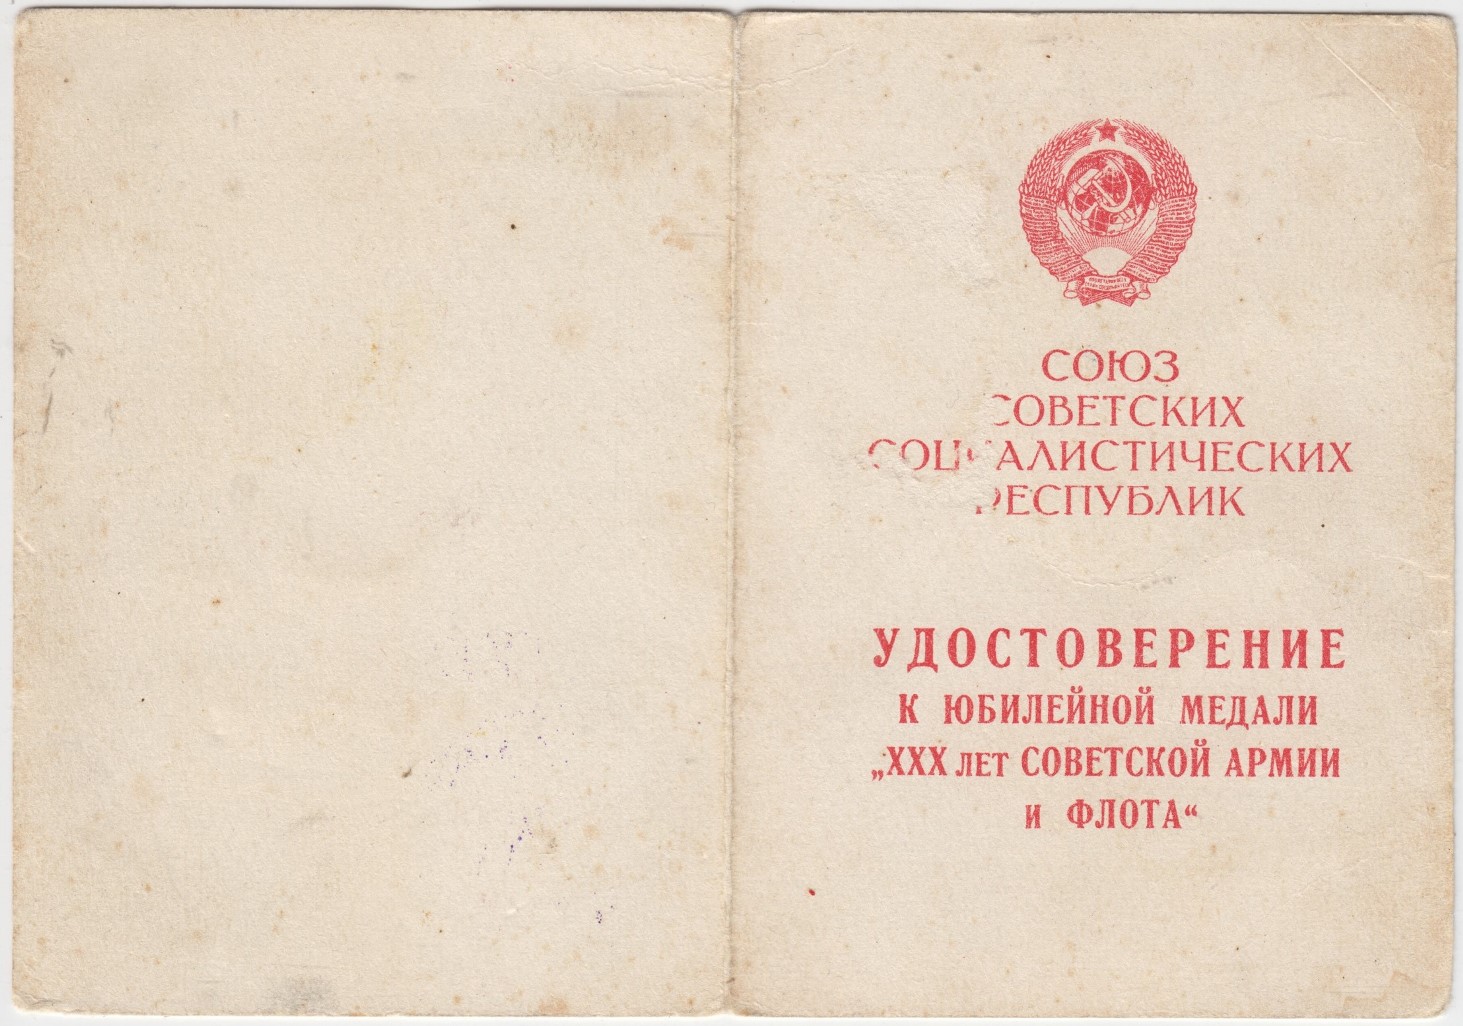 СОЮЗ
СОВЕТСКИХ
СОЦИАЛИСТИЧЕСКИХ
РЕСПУБЛИК
УДОСТОВЕРЕНИЕ
К ЮБИЛЕЙНОЙ МЕДАЛИ
„XXX ЛЕТ СОВЕТСКОЙ АРМИИ
И ФЛОТА“